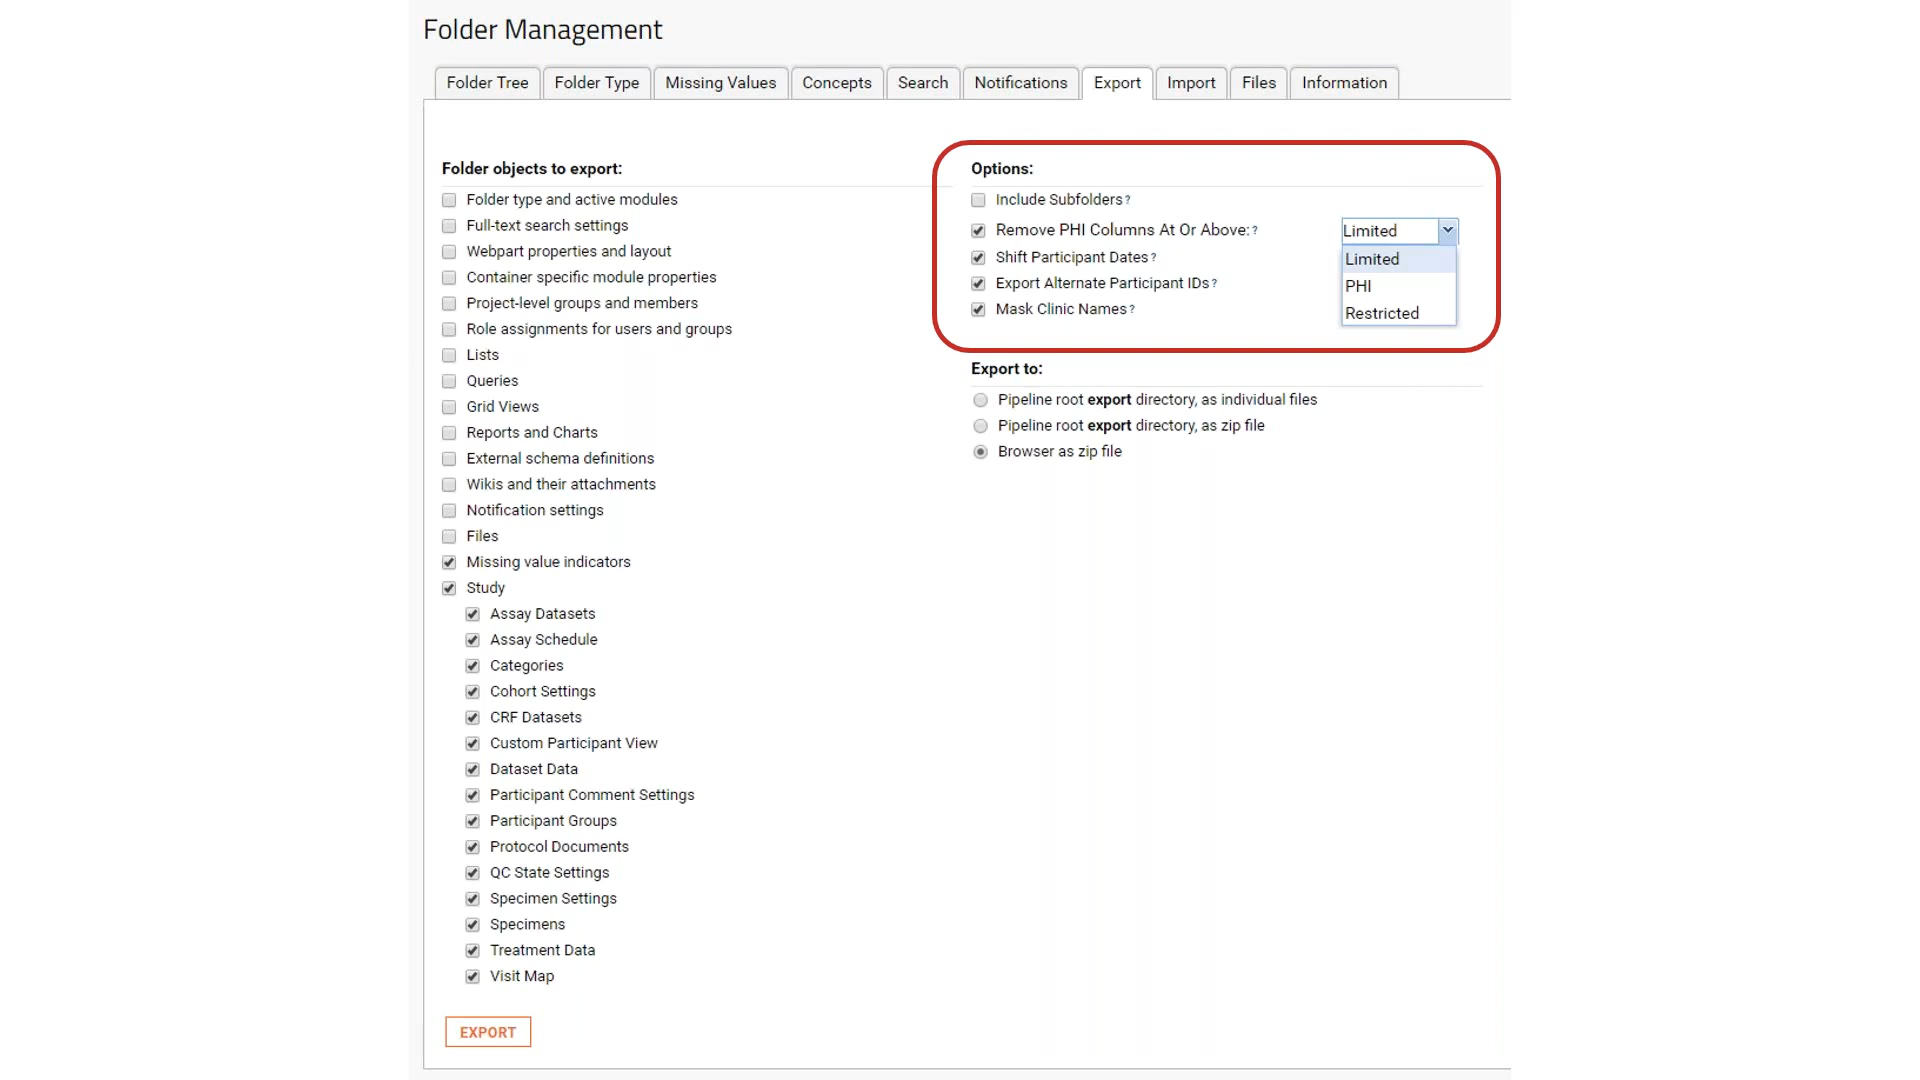 Folder Management
Folder Tree Folder Type Missing Values Concepts Search Notifications Export Import Files Information
Folder objects to export:
Folder type and active modules
Full-text search settings
Webpart properties and layout
Container specific module properties
Project-level groups and members
Role assignments for users and groups
Lists
Queries
Grid Views
Reports and Charts
External schema definitions
Wikis and their attachments
Notification settings
Files
Missing value indicators
Study
Assay Datasets
Assay Schedule
Categories
Cohort Settings
CRF Datasets
Custom Participant View
Dataset Data
Participant Comment Settings
Participant Groups
Protocol Documents
QC State Settings
Specimen Settings
Specimens
Treatment Data
Visit Map
EXPORT
Options:
Include Subfolders ?
Remove PHI Columns At Or Above: ? Limited
Shift Participant Dates ?
Export Alternate Participant IDs ?
Mask Clinic Names ?
Limited
PHI
Restricted
Export to:
Pipeline root export directory, as individual files
Pipeline root export directory, as zip file
Browser as zip file